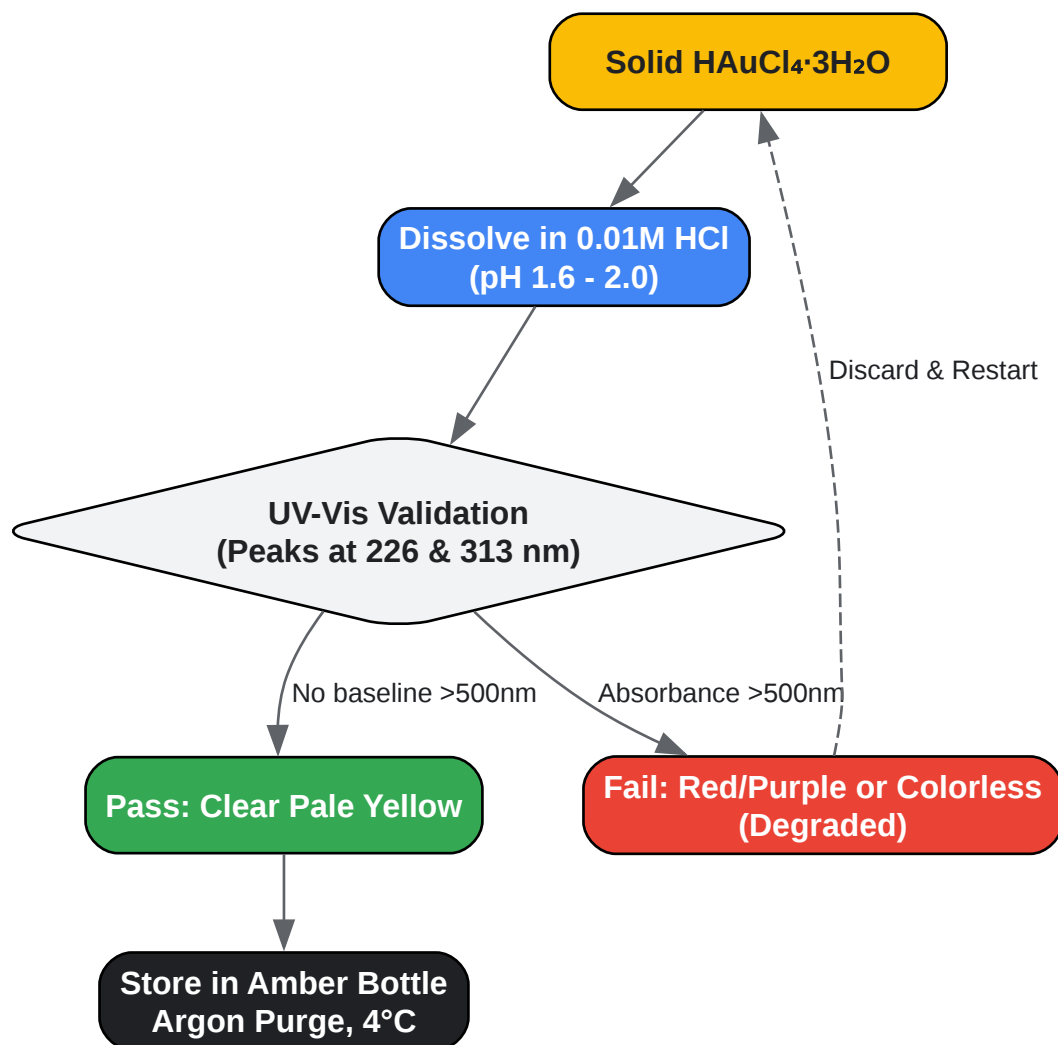 Solid HAuCl₄·3H₂O
Dissolve in 0.01M HCl
(pH 1.6 - 2.0)
Discard & Restart
UV-Vis Validation
(Peaks at 226 & 313 nm)
No baseline >500nm
Absorbance >500nm
Pass: Clear Pale Yellow
Fail: Red/Purple or Colorless
(Degraded)
Store in Amber Bottle
Argon Purge, 4°C